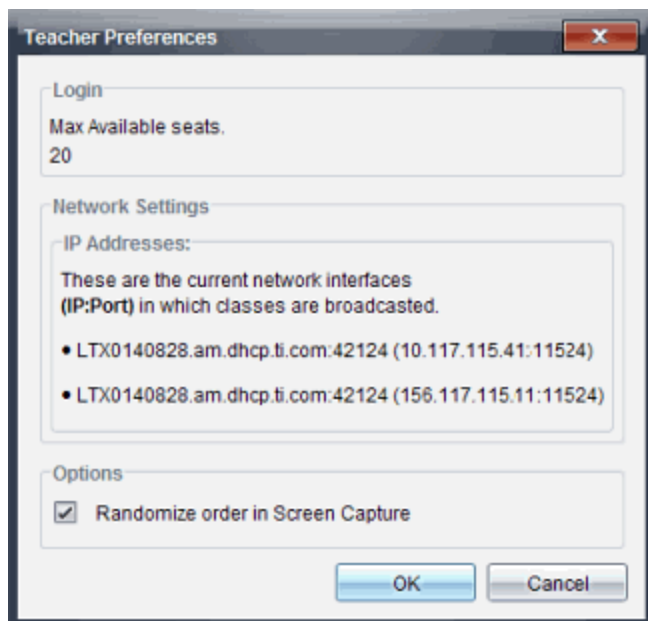 Teacher Preferences
Login
Max Available seats.
20
Network Settings
IP Addresses:
These are the current network interfaces
(IP:Port) in which classes are broadcasted.
• LTX0140828.am.dhcp.ti.com:42124 (10.117.115.41:11524)
• LTX0140828.am.dhcp.ti.com:42124 (156.117.115.11:11524)
Options
Randomize order in Screen Capture
OK Cancel